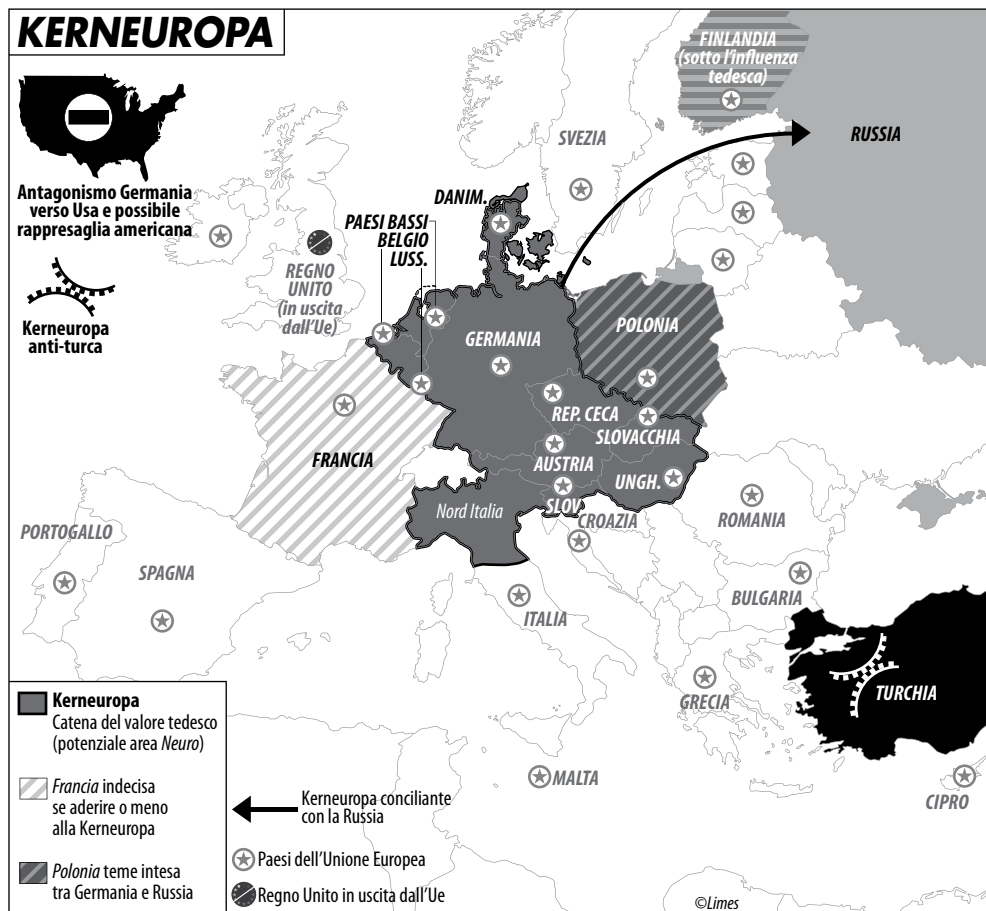 KERNEUROPA
Antagonismo Germania
verso Usa e possibile
rappresaglia americana
Kerneuropa
anti-turca
FINLANDIA
(sotto l'influenza
tedesca)
RUSSIA
SVEZIA
DANIM.
PAESI BASSI
BELGIO
LUSS.
REGNO
UNITO
(in uscita
dall'Ue)
GERMANIA
POLONIA
REP. CECA
SLOVACCHIA
FRANCIA
AUSTRIA
UNGH.
Nord Italia
SLOV.
CROAZIA
ROMANIA
PORTOGALLO
SPAGNA
ITALIA
BULGARIA
TURCHIA
GRECIA
MALTA
CIPRO
Kerneuropa
Catena del valore tedesco
(potenziale area Neuro)
Francia indecisa
se aderire o meno
alla Kerneuropa
Polonia teme intesa
tra Germania e Russia
Kerneuropa conciliante
con la Russia
Paesi dell'Unione Europea
Regno Unito in uscita dall'Ue
©Limes